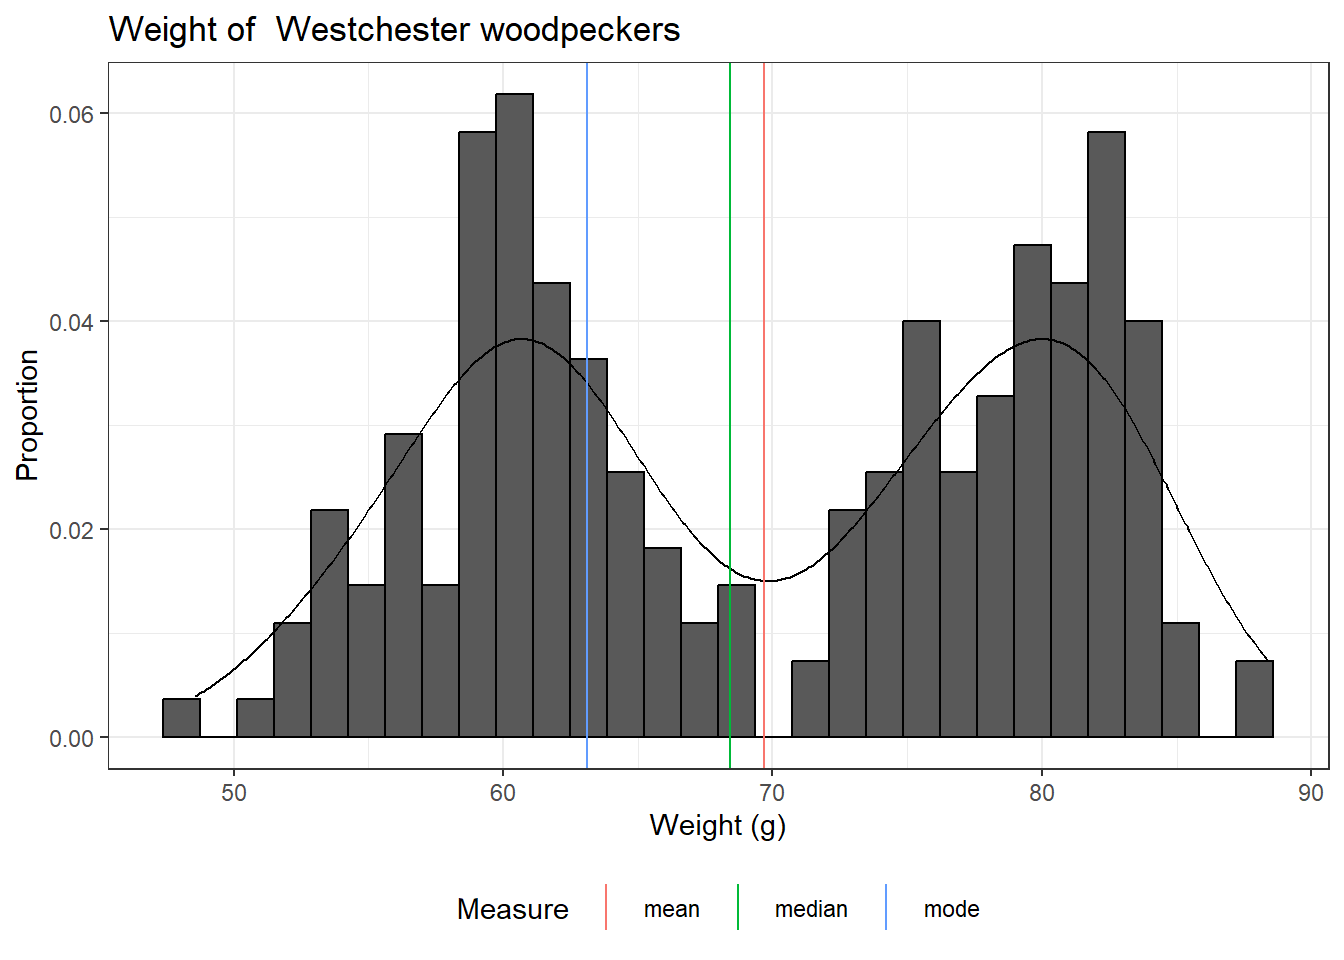 Weight of  Westchester woodpeckers
Proportion
0.06
0.04
0.02
0.00
50 60 70 80 90
Weight (g)
Measure mean median mode